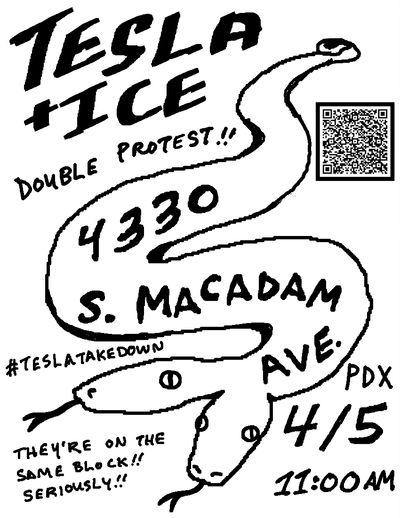 TESLA
+ ICE
DOUBLE PROTEST!!
4330
S. MACADAM
AVE.
#TESLATAKEDOWN
PDX
4/5
11:00AM
THEY'RE ON THE
SAME BLOCK!!
SERIOUSLY!!